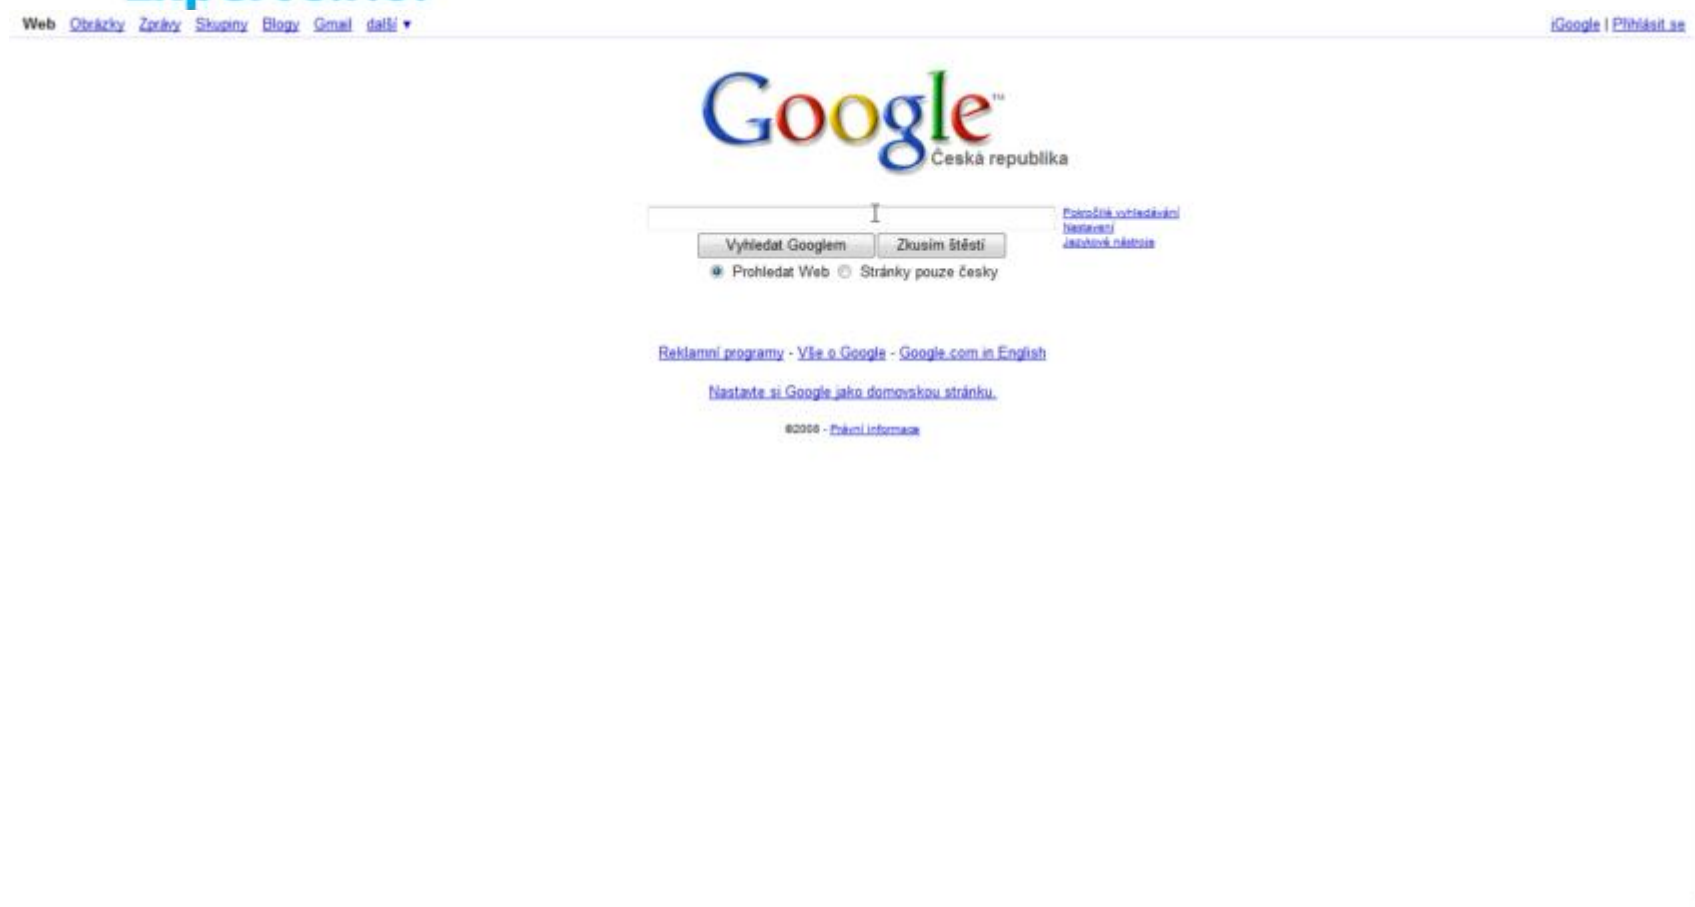 Web Obrázky Zprávy Skupiny Blogy Gmail další ▼
iGoogle | Přihlásit se
Google™
Česká republika
Pokročilé vyhledávání
Nastavení
Jazykové nástroje
Vyhledat Googlem Zkusím štěstí
Prohledat Web Stránky pouze česky
Reklamní programy - Vše o Google - Google.com in English
Nastavte si Google jako domovskou stránku.
©2008 - Právní informace